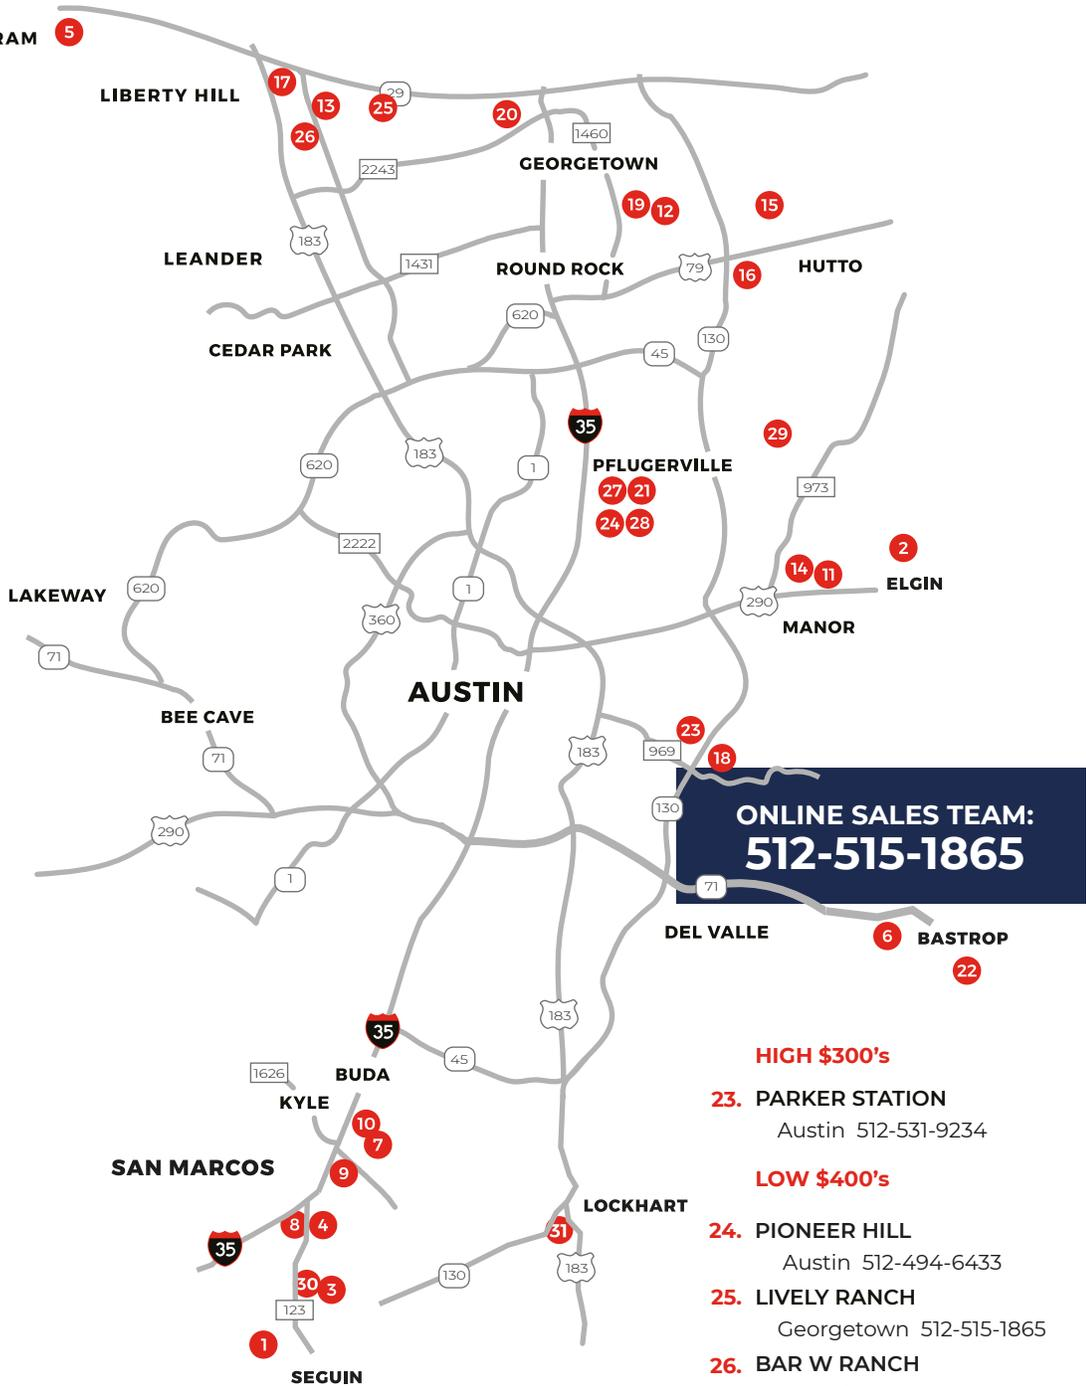 RAM
5
LIBERTY HILL
17
13
25
29
20
26
1460
2243
GEORGETOWN
19
12
15
183
LEANDER
1431
ROUND ROCK
79
16
HUTTO
620
CEDAR PARK
45
130
35
29
620
183
1
PFLUGERVILLE
27
21
973
24
28
2222
2
14
11
ELGIN
LAKEWAY
620
360
1
290
MANOR
71
AUSTIN
BEE CAVE
23
71
183
969
18
290
130
ONLINE SALES TEAM:
512-515-1865
1
71
DEL VALLE
6
BASTROP
22
35
183
45
1626
BUDA
KYLE
10
7
SAN MARCOS
9
8
4
LOCKHART
31
35
130
183
30
3
123
1
SEGUIN
HIGH $300’s
23. PARKER STATION
Austin 512-531-9234
LOW $400’s
24. PIONEER HILL
Austin 512-494-6433
25. LIVELY RANCH
Georgetown 512-515-1865
26. BAR W RANCH